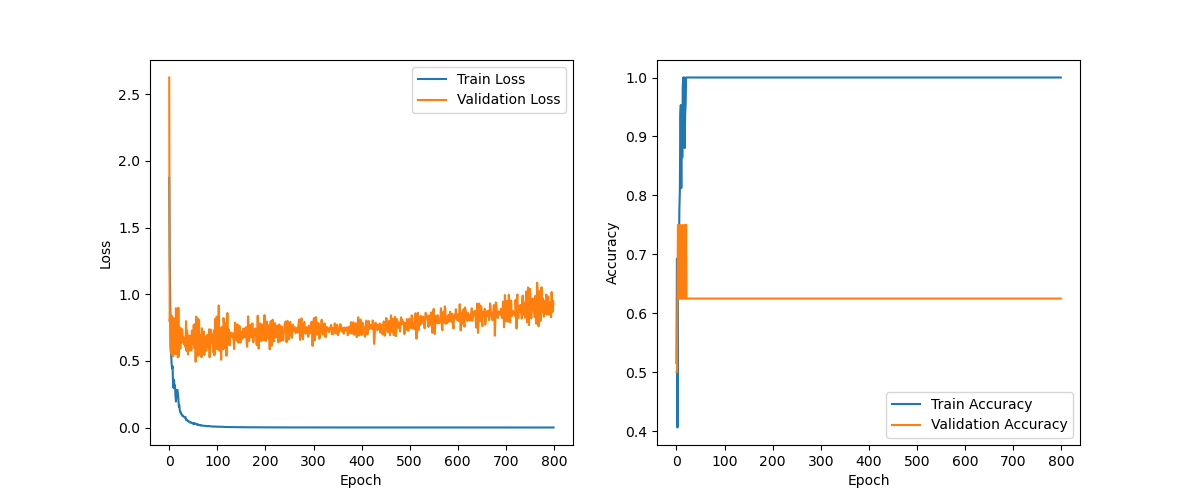 Train Loss
Validation Loss
2.5
2.0
1.5
1.0
0.5
0.0
Loss
0 100 200 300 400 500 600 700 800
Epoch
1.0
0.9
0.8
0.7
0.6
0.5
0.4
Accuracy
Train Accuracy
Validation Accuracy
0 100 200 300 400 500 600 700 800
Epoch